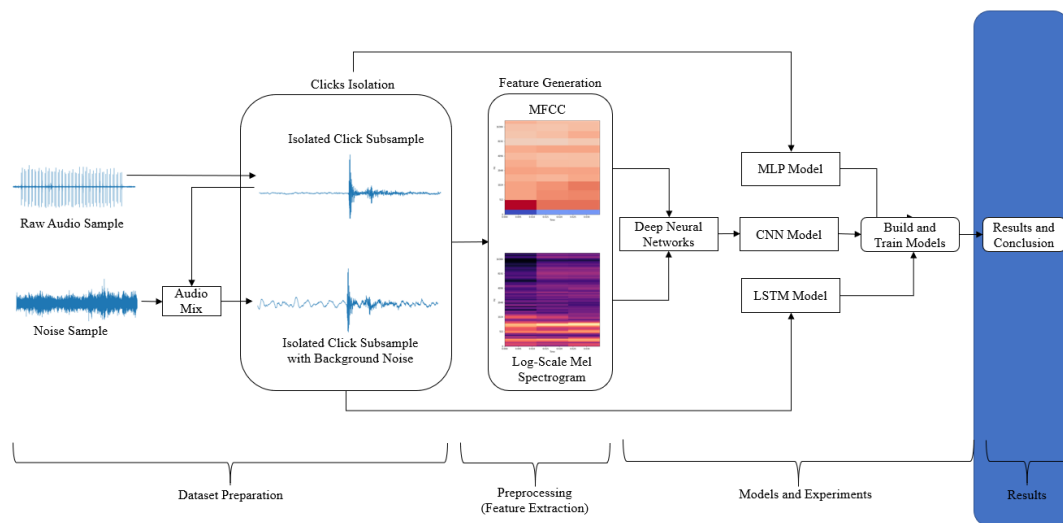 Clicks Isolation
Feature Generation
MFCC
Isolated Click Subsample
Raw Audio Sample
Noise Sample
Audio
Mix
Isolated Click Subsample
with Background Noise
Log-Scale Mel
Spectrogram
Deep Neural
Networks
MLP Model
CNN Model
LSTM Model
Build and
Train Models
Results and
Conclusion
Dataset Preparation
Preprocessing
(Feature Extraction)
Models and Experiments
Results